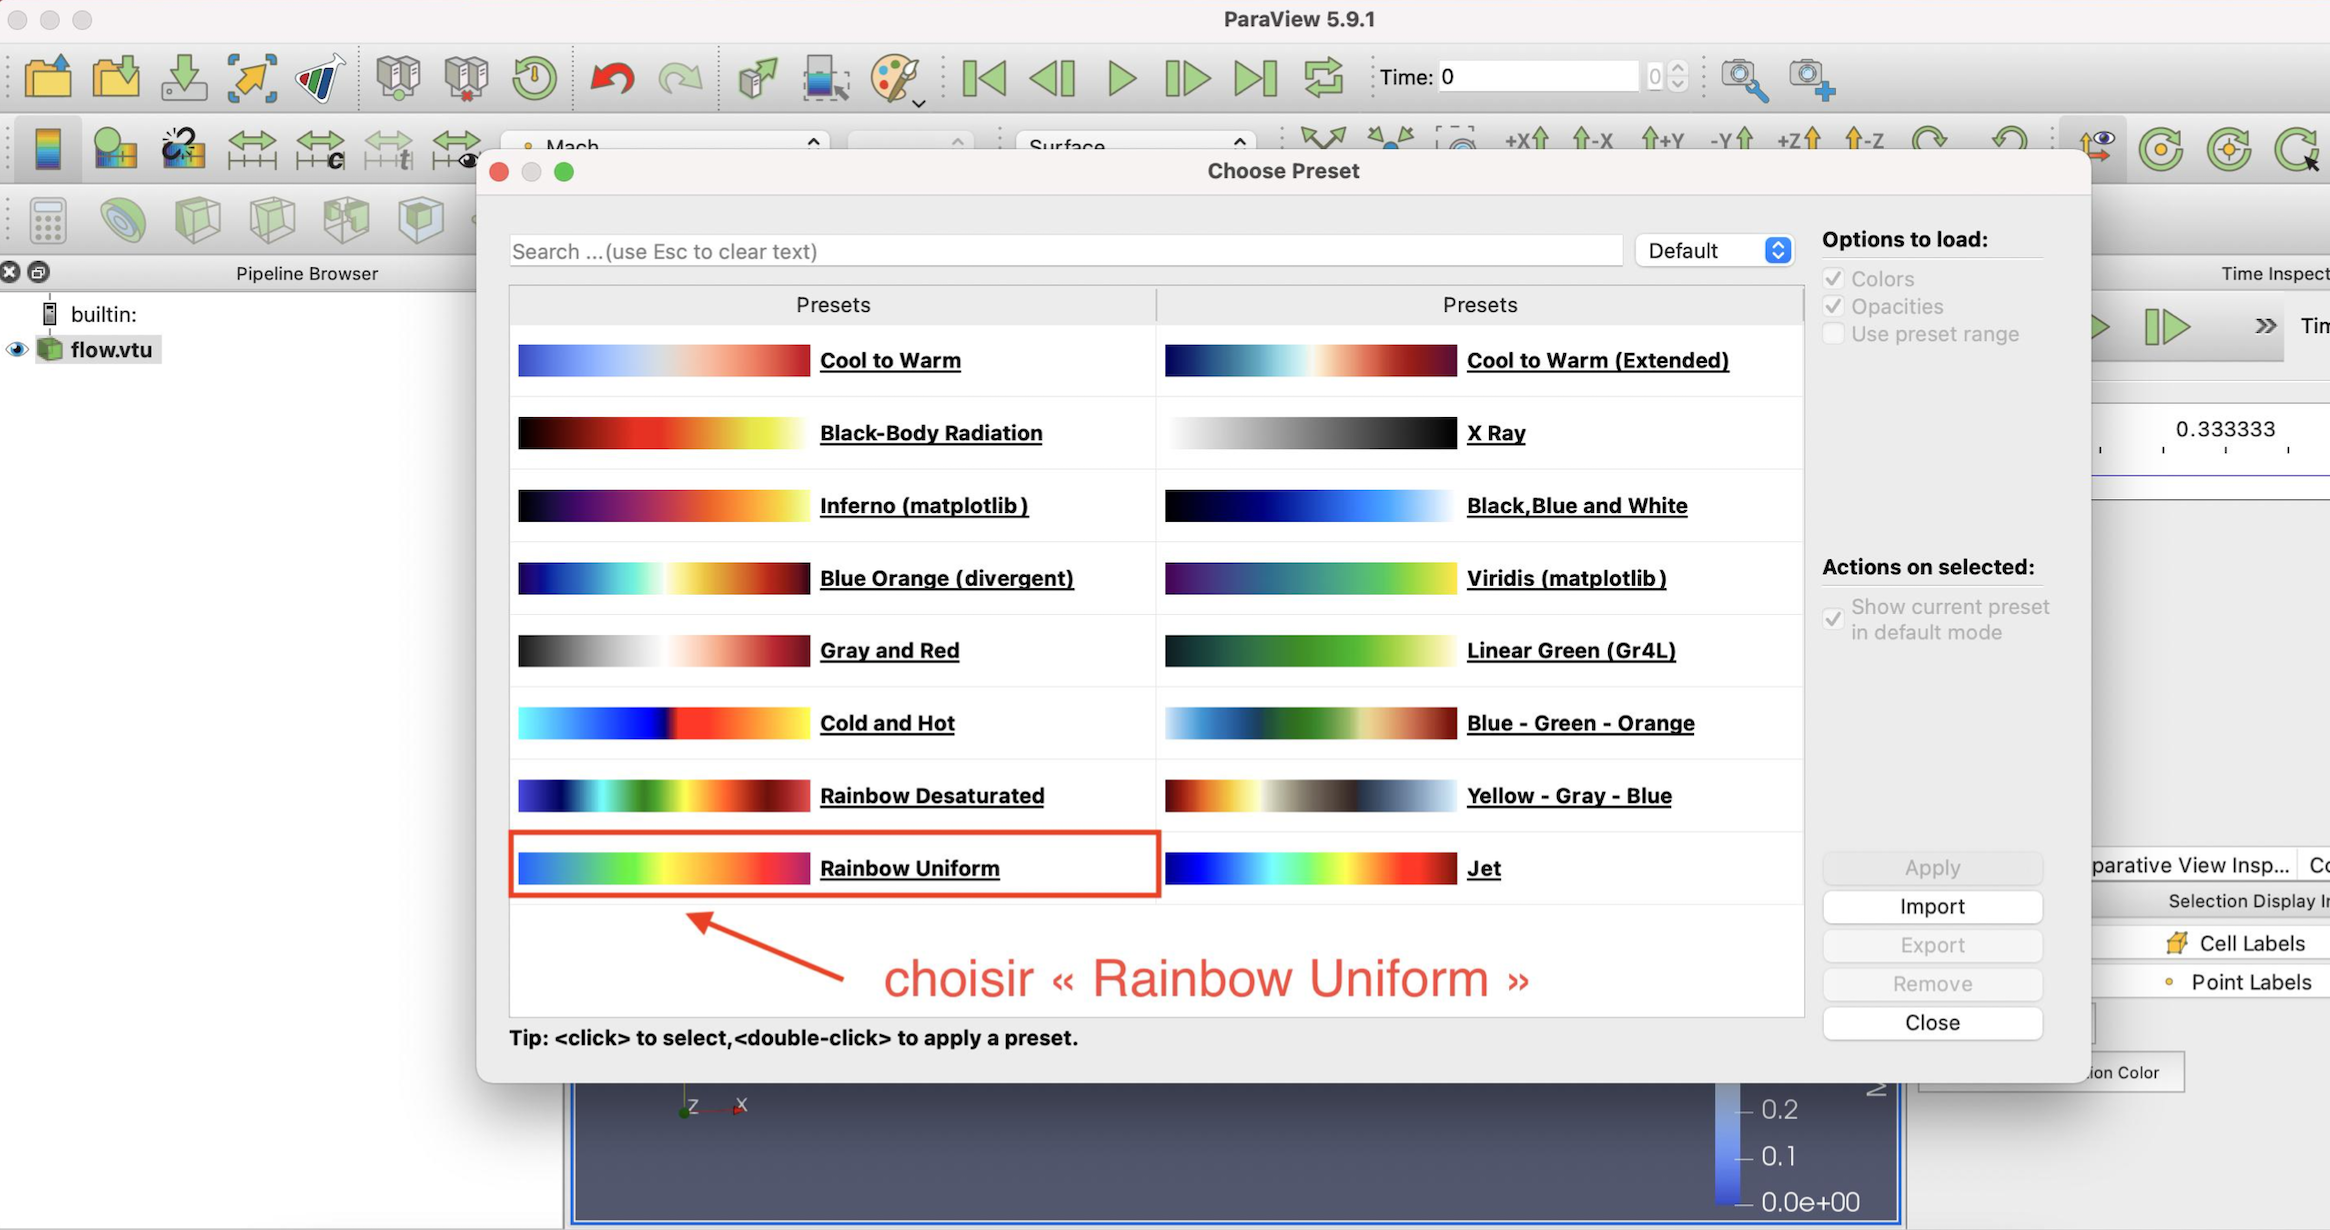 ParaView 5.9.1
Time: 0
0
c
t
Mach
Surface
+X
-X
+Y
-Y
+Z
-Z
Choose Preset
Search ...(use Esc to clear text)
Default
Options to load:
Colors
Opacities
Use preset range
Pipeline Browser
builtin:
flow.vtu
Presets
Presets
Cool to Warm
Cool to Warm (Extended)
Black-Body Radiation
X Ray
Inferno (matplotlib)
Black,Blue and White
Blue Orange (divergent)
Viridis (matplotlib)
Gray and Red
Linear Green (Gr4L)
Cold and Hot
Blue - Green - Orange
Rainbow Desaturated
Yellow - Gray - Blue
Rainbow Uniform
Jet
choisir « Rainbow Uniform »
Tip: <click> to select,<double-click> to apply a preset.
Actions on selected:
Show current preset
in default mode
Apply
Import
Export
Remove
Close
Time Inspect
Tim
0.333333
parative View Insp...
Co
Selection Display In
Cell Labels
Point Labels
ion Color
Z
X
0.2
0.1
0.0e+00